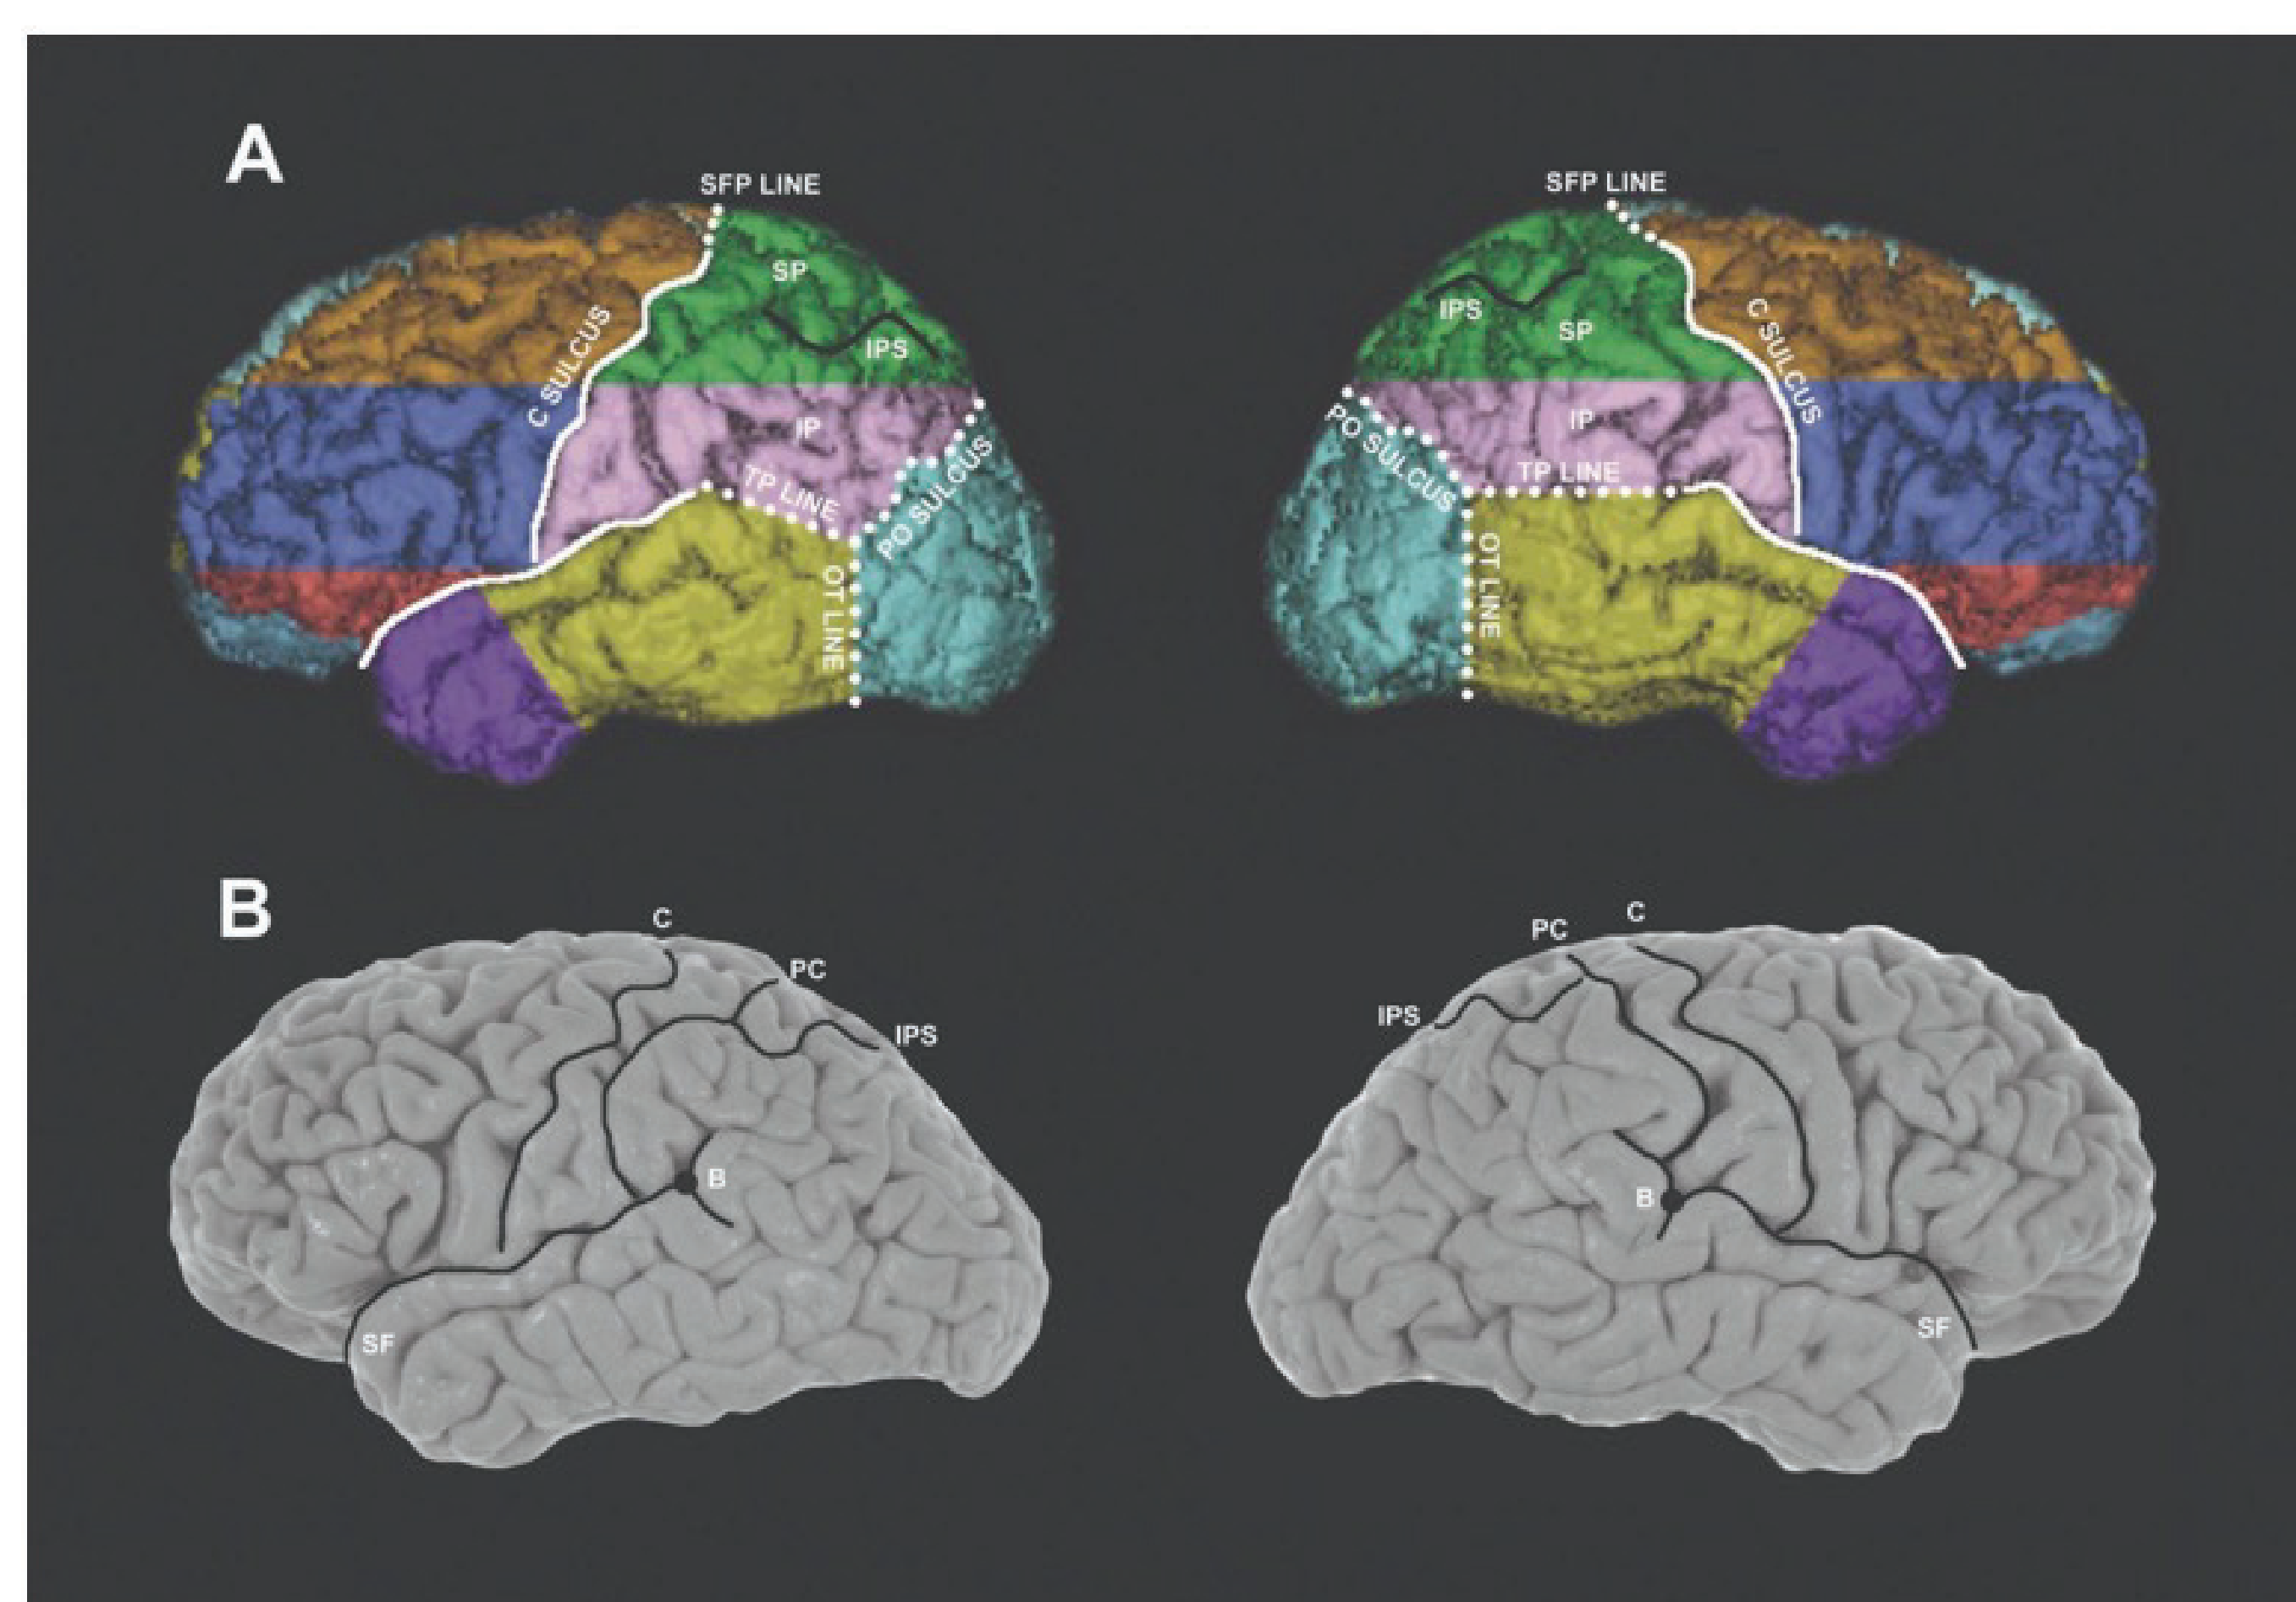 A
SFP LINE
SP
IPS
C SULCUS
IP
TP LINE
PO SULCUS
OT LINE
SFP LINE
IPS
SP
C SULCUS
IP
PO SULCUS
TP LINE
OT LINE
B
C
PC
IPS
B
SF
C
PC
IPS
B
SF